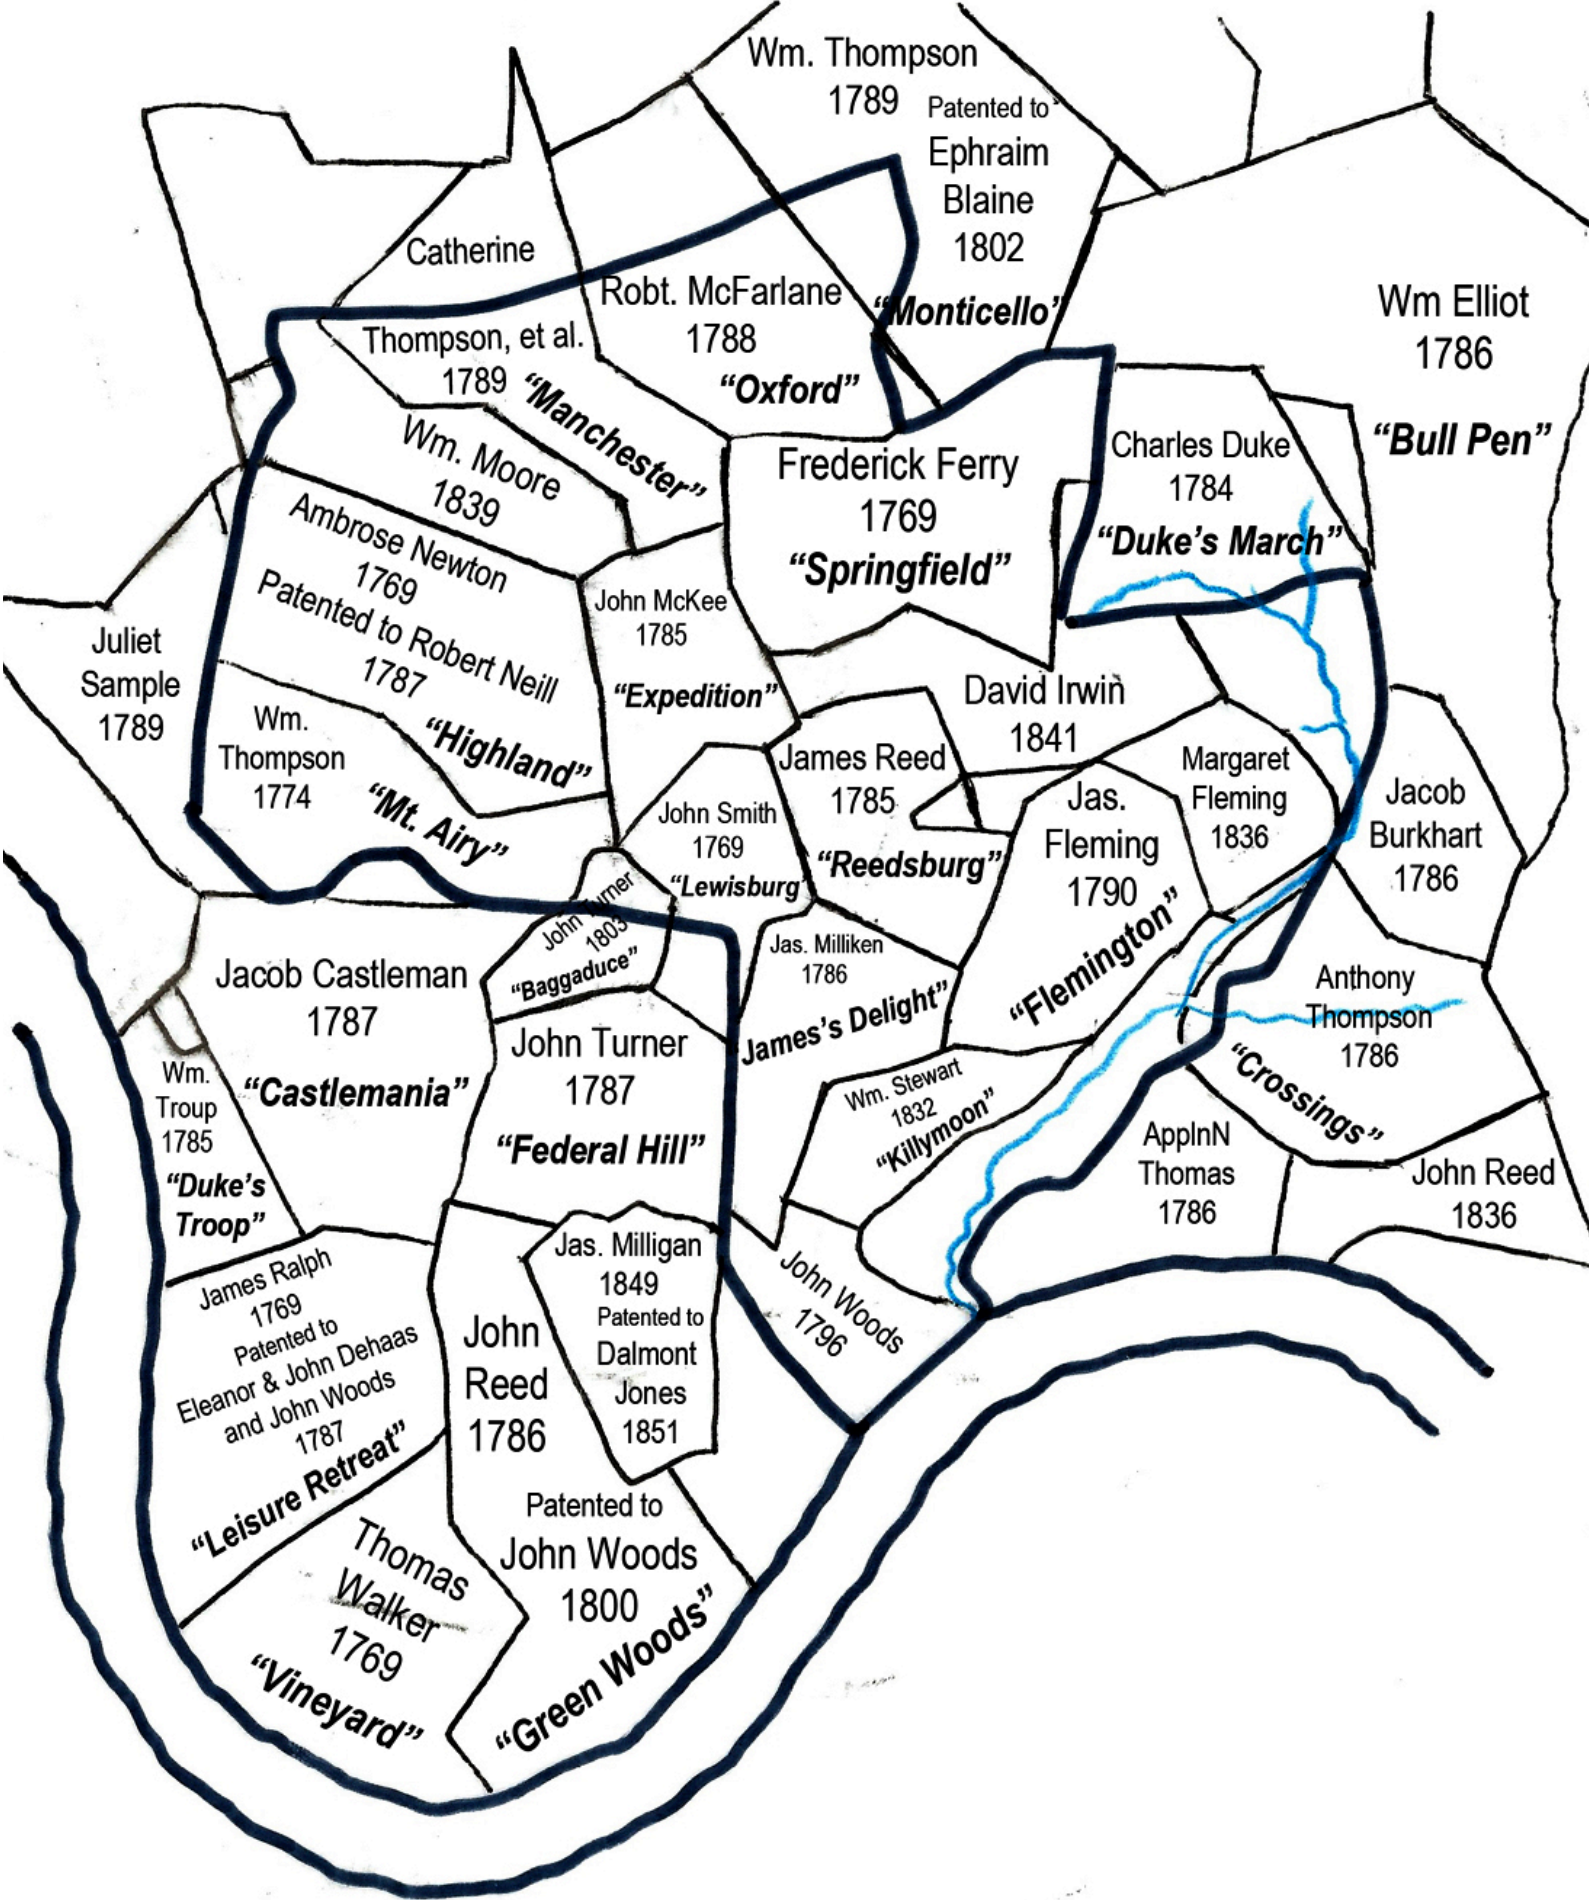 Wm. Thompson
1789
Patented to
Ephraim
Blaine
1802
“Monticello”
Catherine
Thompson, et al.
1789
“Manchester”
Robt. McFarlane
1788
“Oxford”
Wm Elliot
1786
“Bull Pen”
Wm. Moore
1839
Frederick Ferry
1769
“Springfield”
Charles Duke
1784
“Duke’s March”
Ambrose Newton
1769
Patented to Robert Neill
1787
“Highland”
John McKee
1785
“Expedition”
Juliet
Sample
1789
Wm.
Thompson
1774
“Mt. Airy”
David Irwin
1841
James Reed
1785
“Reedsburg”
John Smith
1769
“Lewisburg
Jas.
Fleming
1790
“Flemington”
Margaret
Fleming
1836
Jacob
Burkhart
1786
John Turner
1803
“Baggaduce”
Jas. Milliken
1786
James’s Delight”
Jacob Castleman
1787
“Castlemania”
John Turner
1787
“Federal Hill”
Anthony
Thompson
1786
“Crossings”
Wm.
Troup
1785
“Duke’s
Troop”
Wm. Stewart
1832
“Killymoon”
ApplnN
Thomas
1786
John Reed
1836
James Ralph
1769
Patented to
Eleanor & John Dehaas
and John Woods
1787
“Leisure Retreat”
Jas. Milligan
1849
Patented to
Dalmont
Jones
1851
John Woods
1796
John
Reed
1786
Patented to
John Woods
1800
“Green Woods”
Thomas
Walker
1769
“Vineyard”